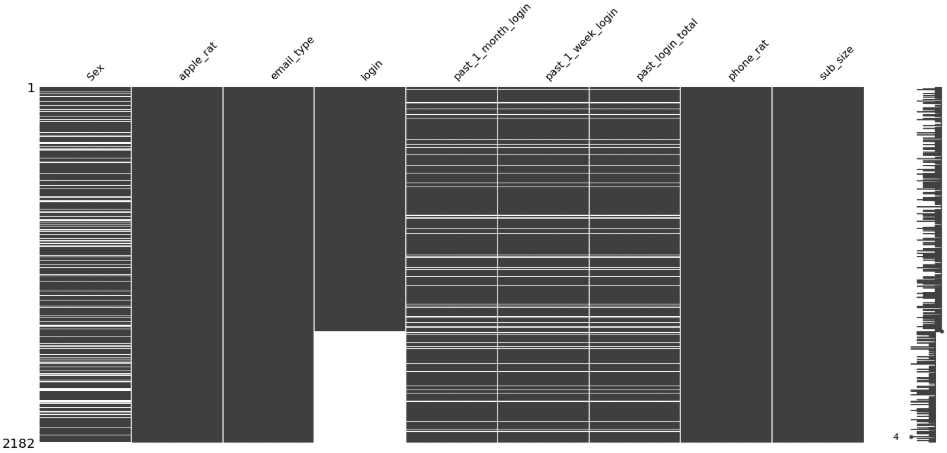 Sex
apple_rat
email_type
login
past_1_month_login
past_1_week_login
past_login_total
phone_rat
sub_size
1
2182
4